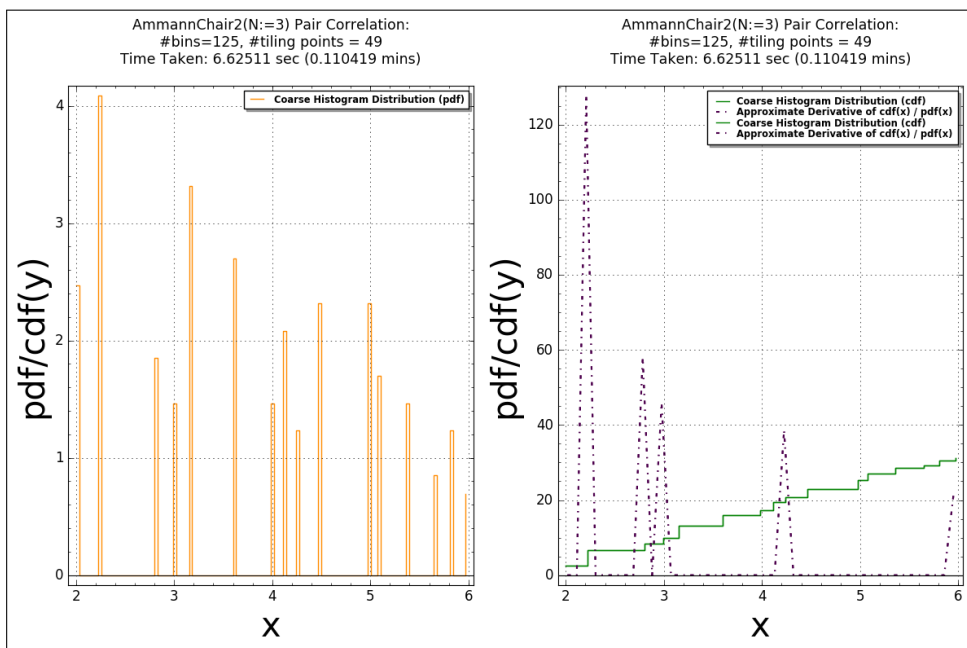 AmmannChair2(N:=3) Pair Correlation:
#bins=125, #tiling points = 49
Time Taken: 6.62511 sec (0.110419 mins)
Coarse Histogram Distribution (pdf)
pdf/cdf(y)
4
3
2
1
0
2
3
4
5
6
x
AmmannChair2(N:=3) Pair Correlation:
#bins=125, #tiling points = 49
Time Taken: 6.62511 sec (0.110419 mins)
Coarse Histogram Distribution (cdf)
Approximate Derivative of cdf(x) / pdf(x)
Coarse Histogram Distribution (cdf)
Approximate Derivative of cdf(x) / pdf(x)
pdf/cdf(y)
120
100
80
60
40
20
0
2
3
4
5
6
x